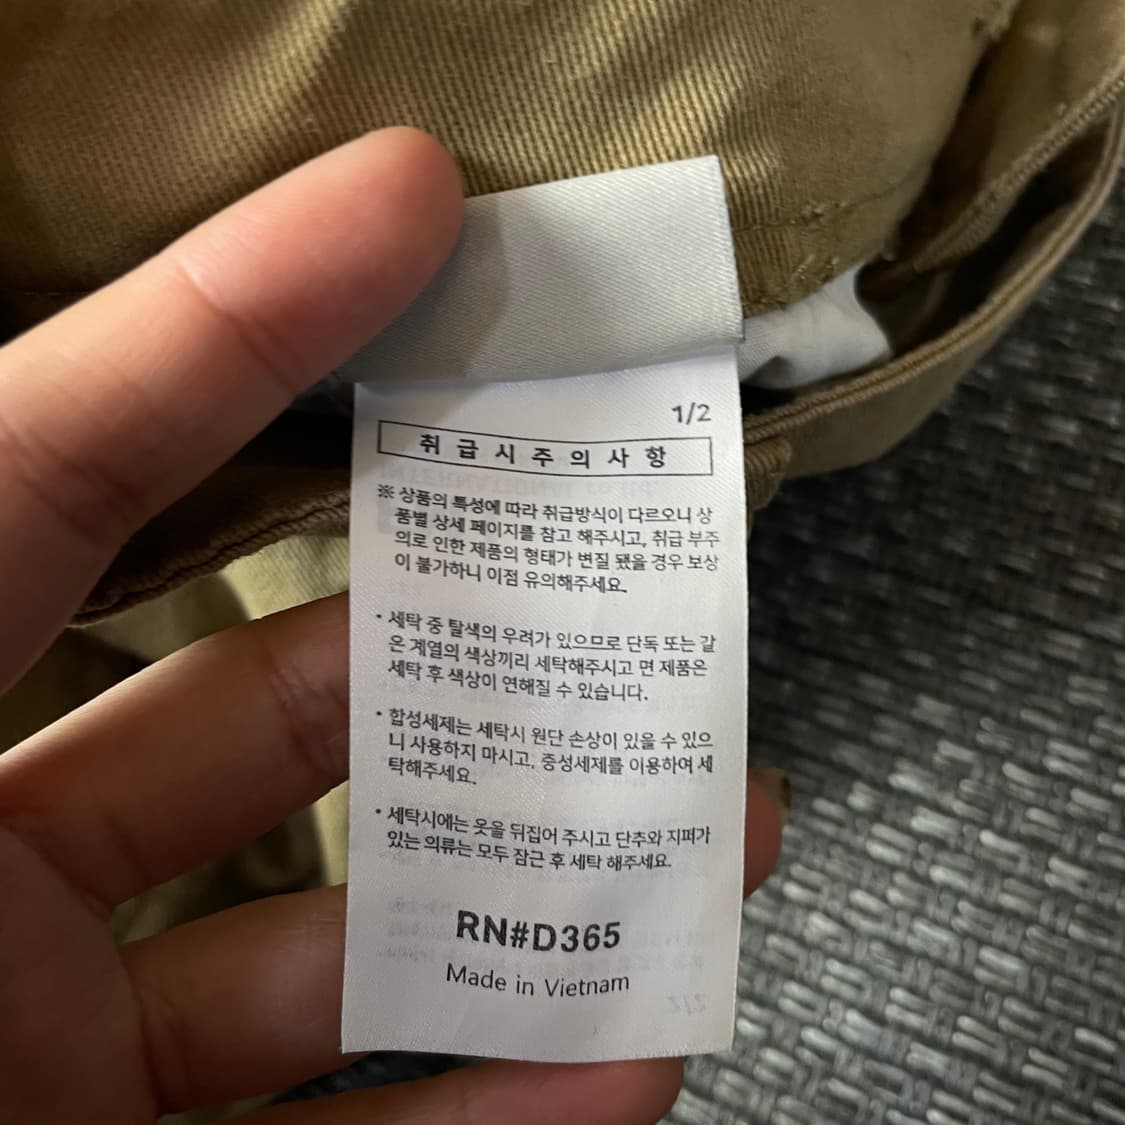 1/2
취급시주의사항
※ 상품의 특성에 따라 취급방식이 다르오니 상
품별 상세 페이지를 참고 해주시고, 취급 부주
의로 인한 제품의 형태가 변질 됐을 경우 보상
이 불가하니 이점 유의해주세요.
• 세탁 중 탈색의 우려가 있으므로 단독 또는 같
은 계열의 색상끼리 세탁해주시고 면 제품은
세탁 후 색상이 연해질 수 있습니다.
• 합성세제는 세탁시 원단 손상이 있을 수 있으
니 사용하지 마시고, 중성세제를 이용하여 세
탁해주세요.
• 세탁시에는 옷을 뒤집어 주시고 단추와 지퍼가
있는 의류는 모두 잠근 후 세탁 해주세요.
RN#D365
Made in Vietnam
2/2